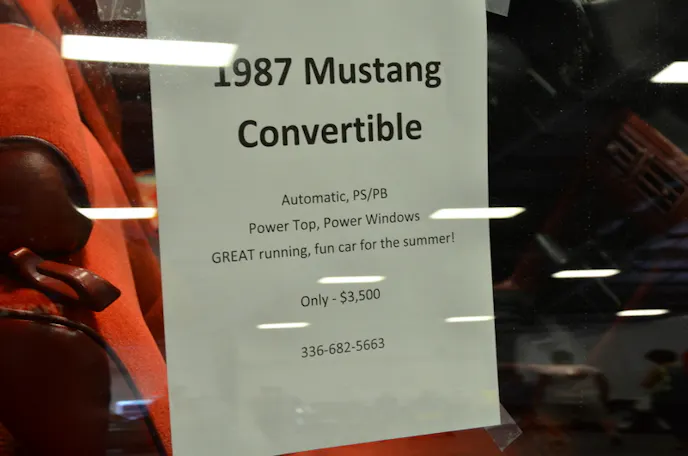 1987 Mustang
Convertible
Automatic, PS/PB
Power Top, Power Windows
GREAT running, fun car for the summer!
Only - $3,500
336-682-5663